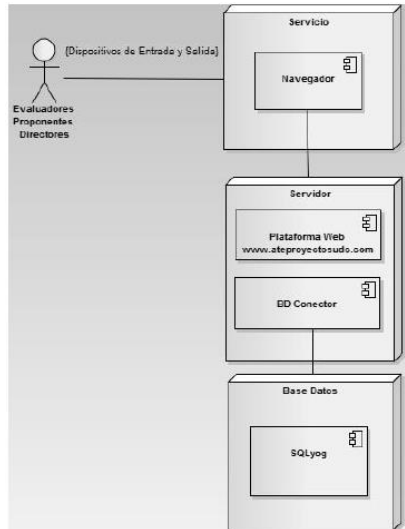 Servicio
{Dispositivos de Entrada y Salida}
Navegador
Evaluadores
Proponentes
Directores
Servidor
Plataforma Web
www.ateproyectosudo.com
BD Conector
Base Datos
SQLyog